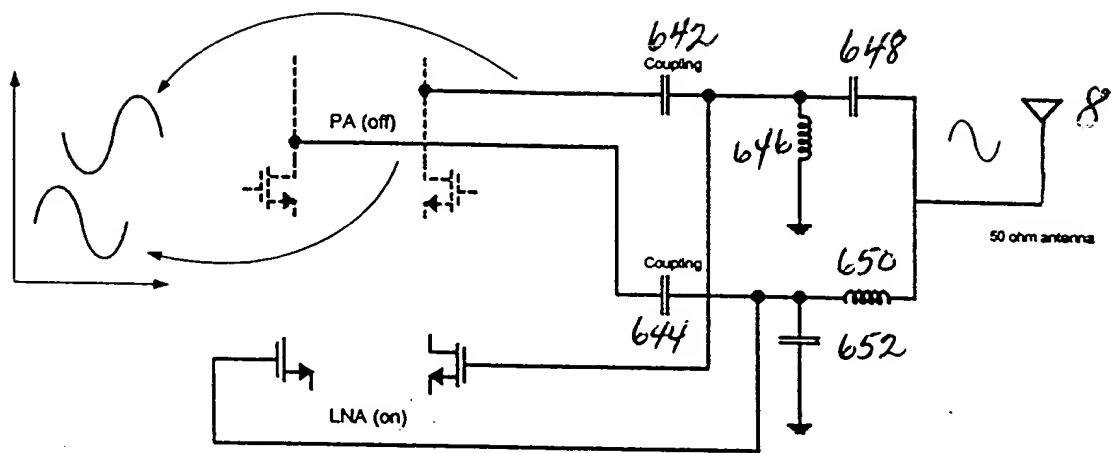 642
Coupling
648
8
PA (off)
646
50 ohm antenna
Coupling
650
644
652
LNA (on)